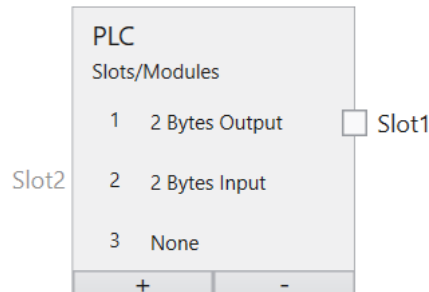 PLC
Slots/Modules
1 2 Bytes Output Slot1
Slot2 2 2 Bytes Input
3 None
+ -